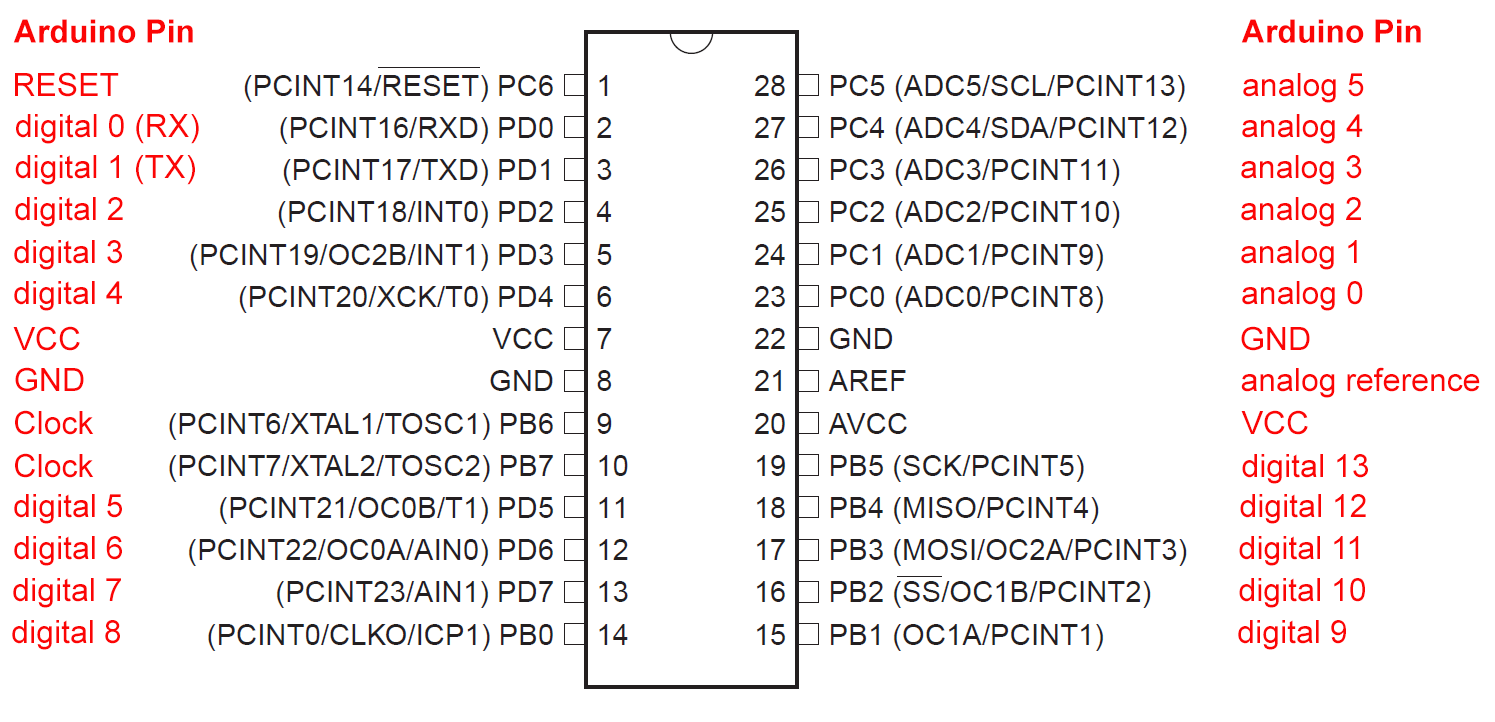 Arduino Pin Arduino Pin
RESET (PCINT14/RESET) PC6 1 28 PC5 (ADC5/SCL/PCINT13) analog 5
digital 0 (RX) (PCINT16/RXD) PD0 2 27 PC4 (ADC4/SDA/PCINT12) analog 4
digital 1 (TX) (PCINT17/TXD) PD1 3 26 PC3 (ADC3/PCINT11) analog 3
digital 2 (PCINT18/INT0) PD2 4 25 PC2 (ADC2/PCINT10) analog 2
digital 3 (PCINT19/OC2B/INT1) PD3 5 24 PC1 (ADC1/PCINT9) analog 1
digital 4 (PCINT20/XCK/T0) PD4 6 23 PC0 (ADC0/PCINT8) analog 0
VCC VCC 7 22 GND GND
GND GND 8 21 AREF analog reference
Clock (PCINT6/XTAL1/TOSC1) PB6 9 20 AVCC VCC
Clock (PCINT7/XTAL2/TOSC2) PB7 10 19 PB5 (SCK/PCINT5) digital 13
digital 5 (PCINT21/OC0B/T1) PD5 11 18 PB4 (MISO/PCINT4) digital 12
digital 6 (PCINT22/OC0A/AIN0) PD6 12 17 PB3 (MOSI/OC2A/PCINT3) digital 11
digital 7 (PCINT23/AIN1) PD7 13 16 PB2 (SS/OC1B/PCINT2) digital 10
digital 8 (PCINT0/CLKO/ICP1) PB0 14 15 PB1 (OC1A/PCINT1) digital 9